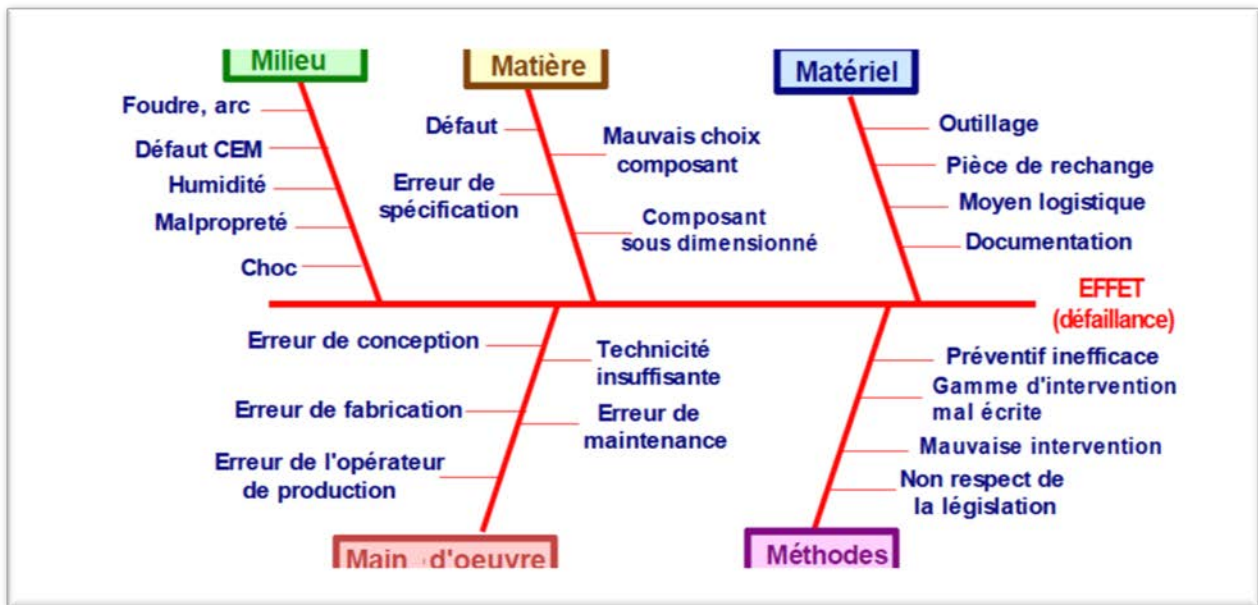 Milieu
Matière
Matériel
Foudre, arc
Défaut CEM
Humidité
Malpropreté
Choc
Défaut
Erreur de
spécification
Mauvais choix
composant
Composant
sous dimensionné
Outillage
Pièce de rechange
Moyen logistique
Documentation
EFFET
(défaillance)
Erreur de conception
Erreur de fabrication
Erreur de l'opérateur
de production
Technicité
insuffisante
Erreur de
maintenance
Préventif inefficace
Gamme d'intervention
mal écrite
Mauvaise intervention
Non respect de
la législation
Main d'oeuvre
Méthodes